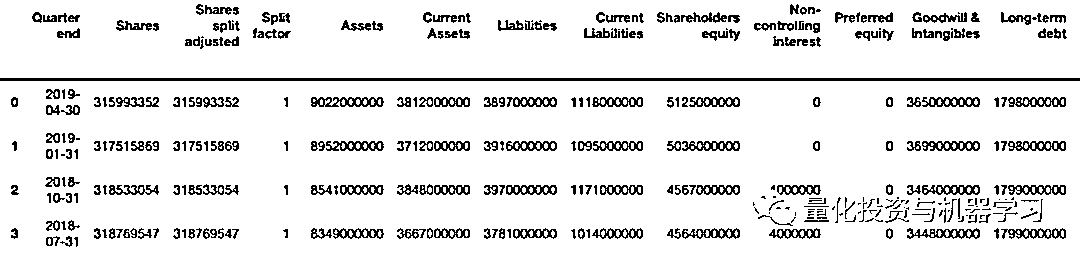 Quarter end Shares Shares split adjusted Split factor Assets Current Assets Liabilities Current Liabilities Shareholders equity Non-controlling interest Preferred equity Goodwill & Intangibles Long-term debt
0 2019-04-30 315993352 315993352 1 9022000000 3812000000 3897000000 1118000000 5125000000 0 0 3650000000 1798000000
1 2019-01-31 317515869 317515869 1 8952000000 3712000000 3916000000 1095000000 5036000000 0 0 3699000000 1798000000
2 2018-10-31 318533054 318533054 1 8541000000 3848000000 3970000000 1171000000 4567000000 4000000 0 3464000000 1799000000
3 2018-07-31 318769547 318769547 1 8349000000 3667000000 3781000000 1014000000 4564000000 4000000 0 3448000000 1799000000
量化投资与机器学习